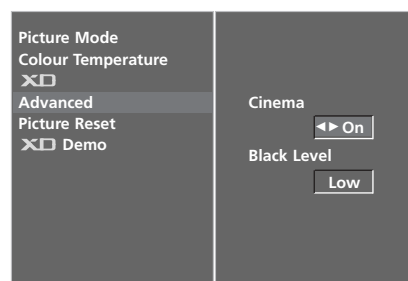 Picture Mode
Colour Temperature
XD
Advanced
Picture Reset
XD Demo
Cinema
◄► On
Black Level
Low